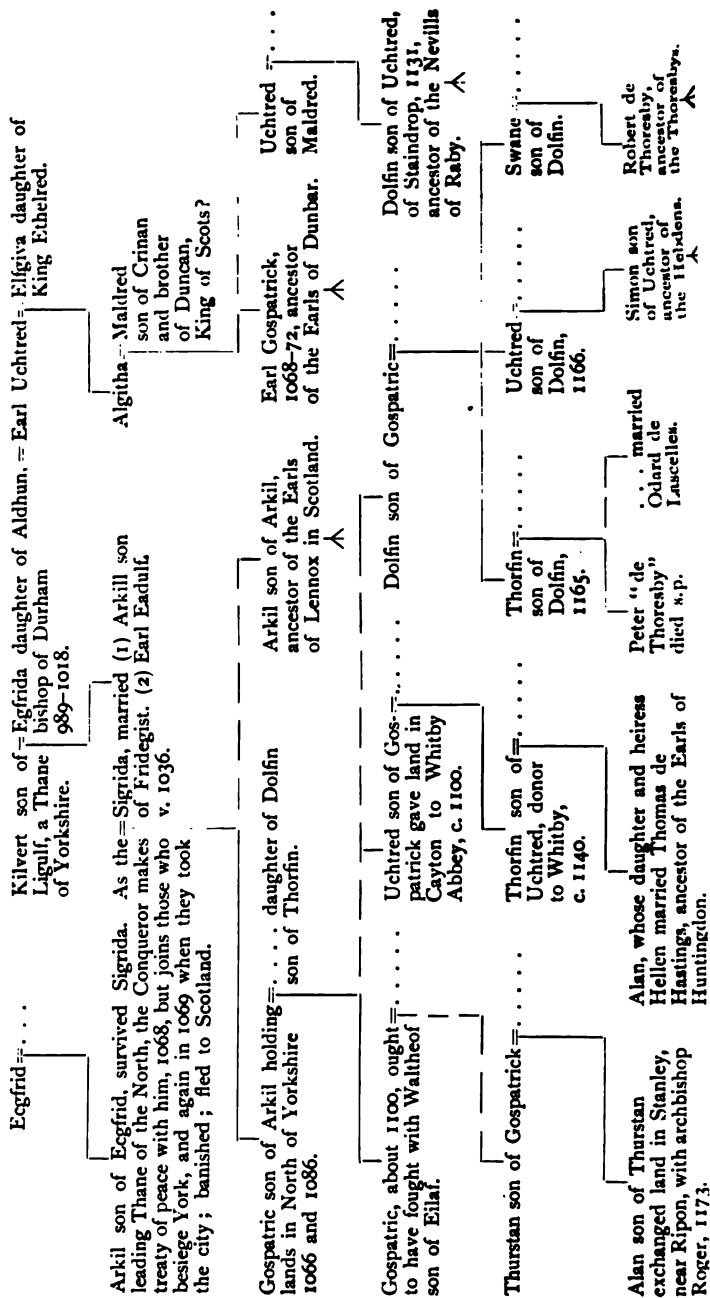 Ecgfrid=. . .
Kilvert son of=Egfrida daughter of Aldhun.=Earl Uchtred=Elfgiva daughter of
Ligulf, a Thane
of Yorkshire.
bishop of Durham
989–1018.
King Ethelred.
Arkil son of Ecgfrid, survived Sigrida. As the=Sigrida, married (1) Arkill son
leading Thane of the North, the Conqueror makes of Fridegist. (2) Earl Eadulf.
treaty of peace with him, 1068, but joins those who v. 1036.
besiege York, and again in 1069 when they took
the city; banished; fled to Scotland.
Algitha=Maldred
son of Crinan
and brother
of Duncan,
King of Scots?
Gospatric son of Arkil holding=. . . . . daughter of Dolfin
lands in North of Yorkshire son of Thorfin.
1066 and 1086.
Arkil son of Arkil,
ancestor of the Earls
of Lennox in Scotland.
Earl Gospatrick,
1068–72, ancestor
of the Earls of Dunbar.
Uchtred =. . . .
son of
Maldred.
Gospatric, about 1100, ought=. . . . .
to have fought with Waltheof
son of Eilaf.
Uchtred son of Gos-=. . . . .
patrick gave land in
Cayton to Whitby
Abbey, c. 1100.
Dolfin son of Gospatric=. . . . . .
Dolfin son of Uchtred,
of Staindrop, 1131,
ancestor of the Nevills
of Raby.
Thurstan son of Gospatrick=. . . . . .
Thorfin son of=. . . . . .
Uchtred, donor
to Whitby,
c. 1140.
Thorfin=. . . . . .
son of
Dolfin,
1165.
Uchtred =. . . . . .
son of
Dolfin,
1166.
Swane =. . . . . .
son of
Dolfin.
Alan son of Thurstan
exchanged land in Stanley,
near Ripon, with archbishop
Roger, 1173.
Alan, whose daughter and heiress
Hellen married Thomas de
Hastings, ancestor of the Earls of
Huntingdon.
Peter "de
Thoresby"
died s.p.
. . . married
Odard de
Lascelles.
Simon son
of Uchtred,
ancestor of
the Hebdens.
Robert de
Thoresby,
ancestor of
the Thoresbys.